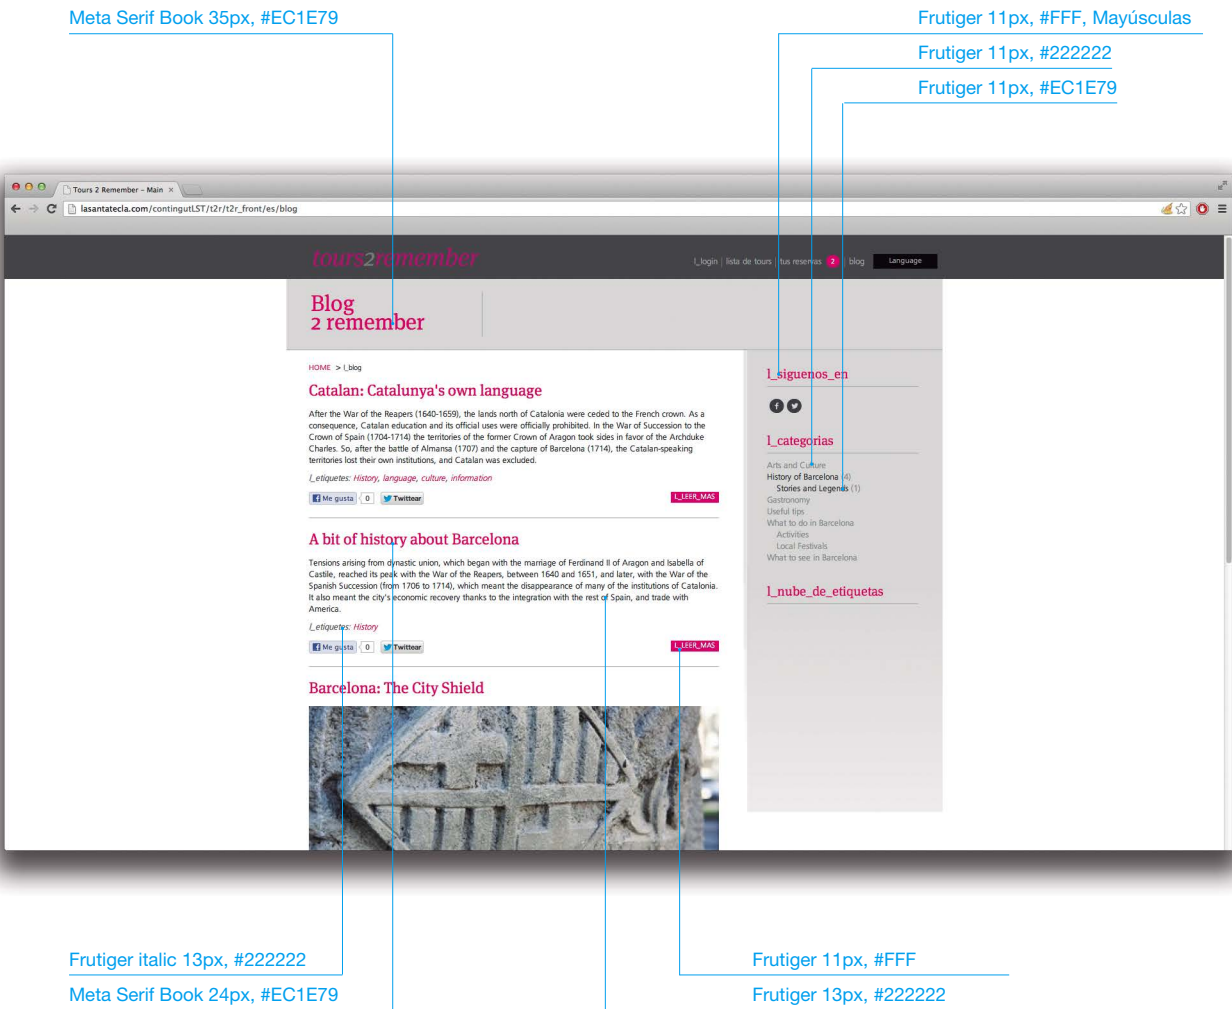 Meta Serif Book 35px, #EC1E79
Frutiger 11px, #FFF, Mayúsculas
Frutiger 11px, #222222
Frutiger 11px, #EC1E79
Tours 2 Remember – Main ×
lasantatecla.com/contingutLST/t2r/t2r_front/es/blog
tours2remember
l_login | lista de tours | tus reservas 2 | blog
Language
Blog
2 remember
HOME > l_blog
Catalan: Catalunya's own language
After the War of the Reapers (1640-1659), the lands north of Catalonia were ceded to the French crown. As a
consequence, Catalan education and its official uses were officially prohibited. In the War of Succession to the
Crown of Spain (1704-1714) the territories of the former Crown of Aragon took sides in favor of the Archduke
Charles. So, after the battle of Almansa (1707) and the capture of Barcelona (1714), the Catalan-speaking
territories lost their own institutions, and Catalan was excluded.
l_etiquetes: History, language, culture, information
Me gusta 0 Twittear
L_LEER_MAS
A bit of history about Barcelona
Tensions arising from dynastic union, which began with the marriage of Ferdinand II of Aragon and Isabella of
Castile, reached its peak with the War of the Reapers, between 1640 and 1651, and later, with the War of the
Spanish Succession (from 1706 to 1714), which meant the disappearance of many of the institutions of Catalonia.
It also meant the city's economic recovery thanks to the integration with the rest of Spain, and trade with
America.
l_etiquetes: History
Me gusta 0 Twittear
L_LEER_MAS
Barcelona: The City Shield
l_siguenos_en
l_categorias
Arts and Culture
History of Barcelona (4)
Stories and Legends (1)
Gastronomy
Useful tips
What to do in Barcelona
Activities
Local Festivals
What to see in Barcelona
l_nube_de_etiquetas
Frutiger italic 13px, #222222
Meta Serif Book 24px, #EC1E79
Frutiger 11px, #FFF
Frutiger 13px, #222222